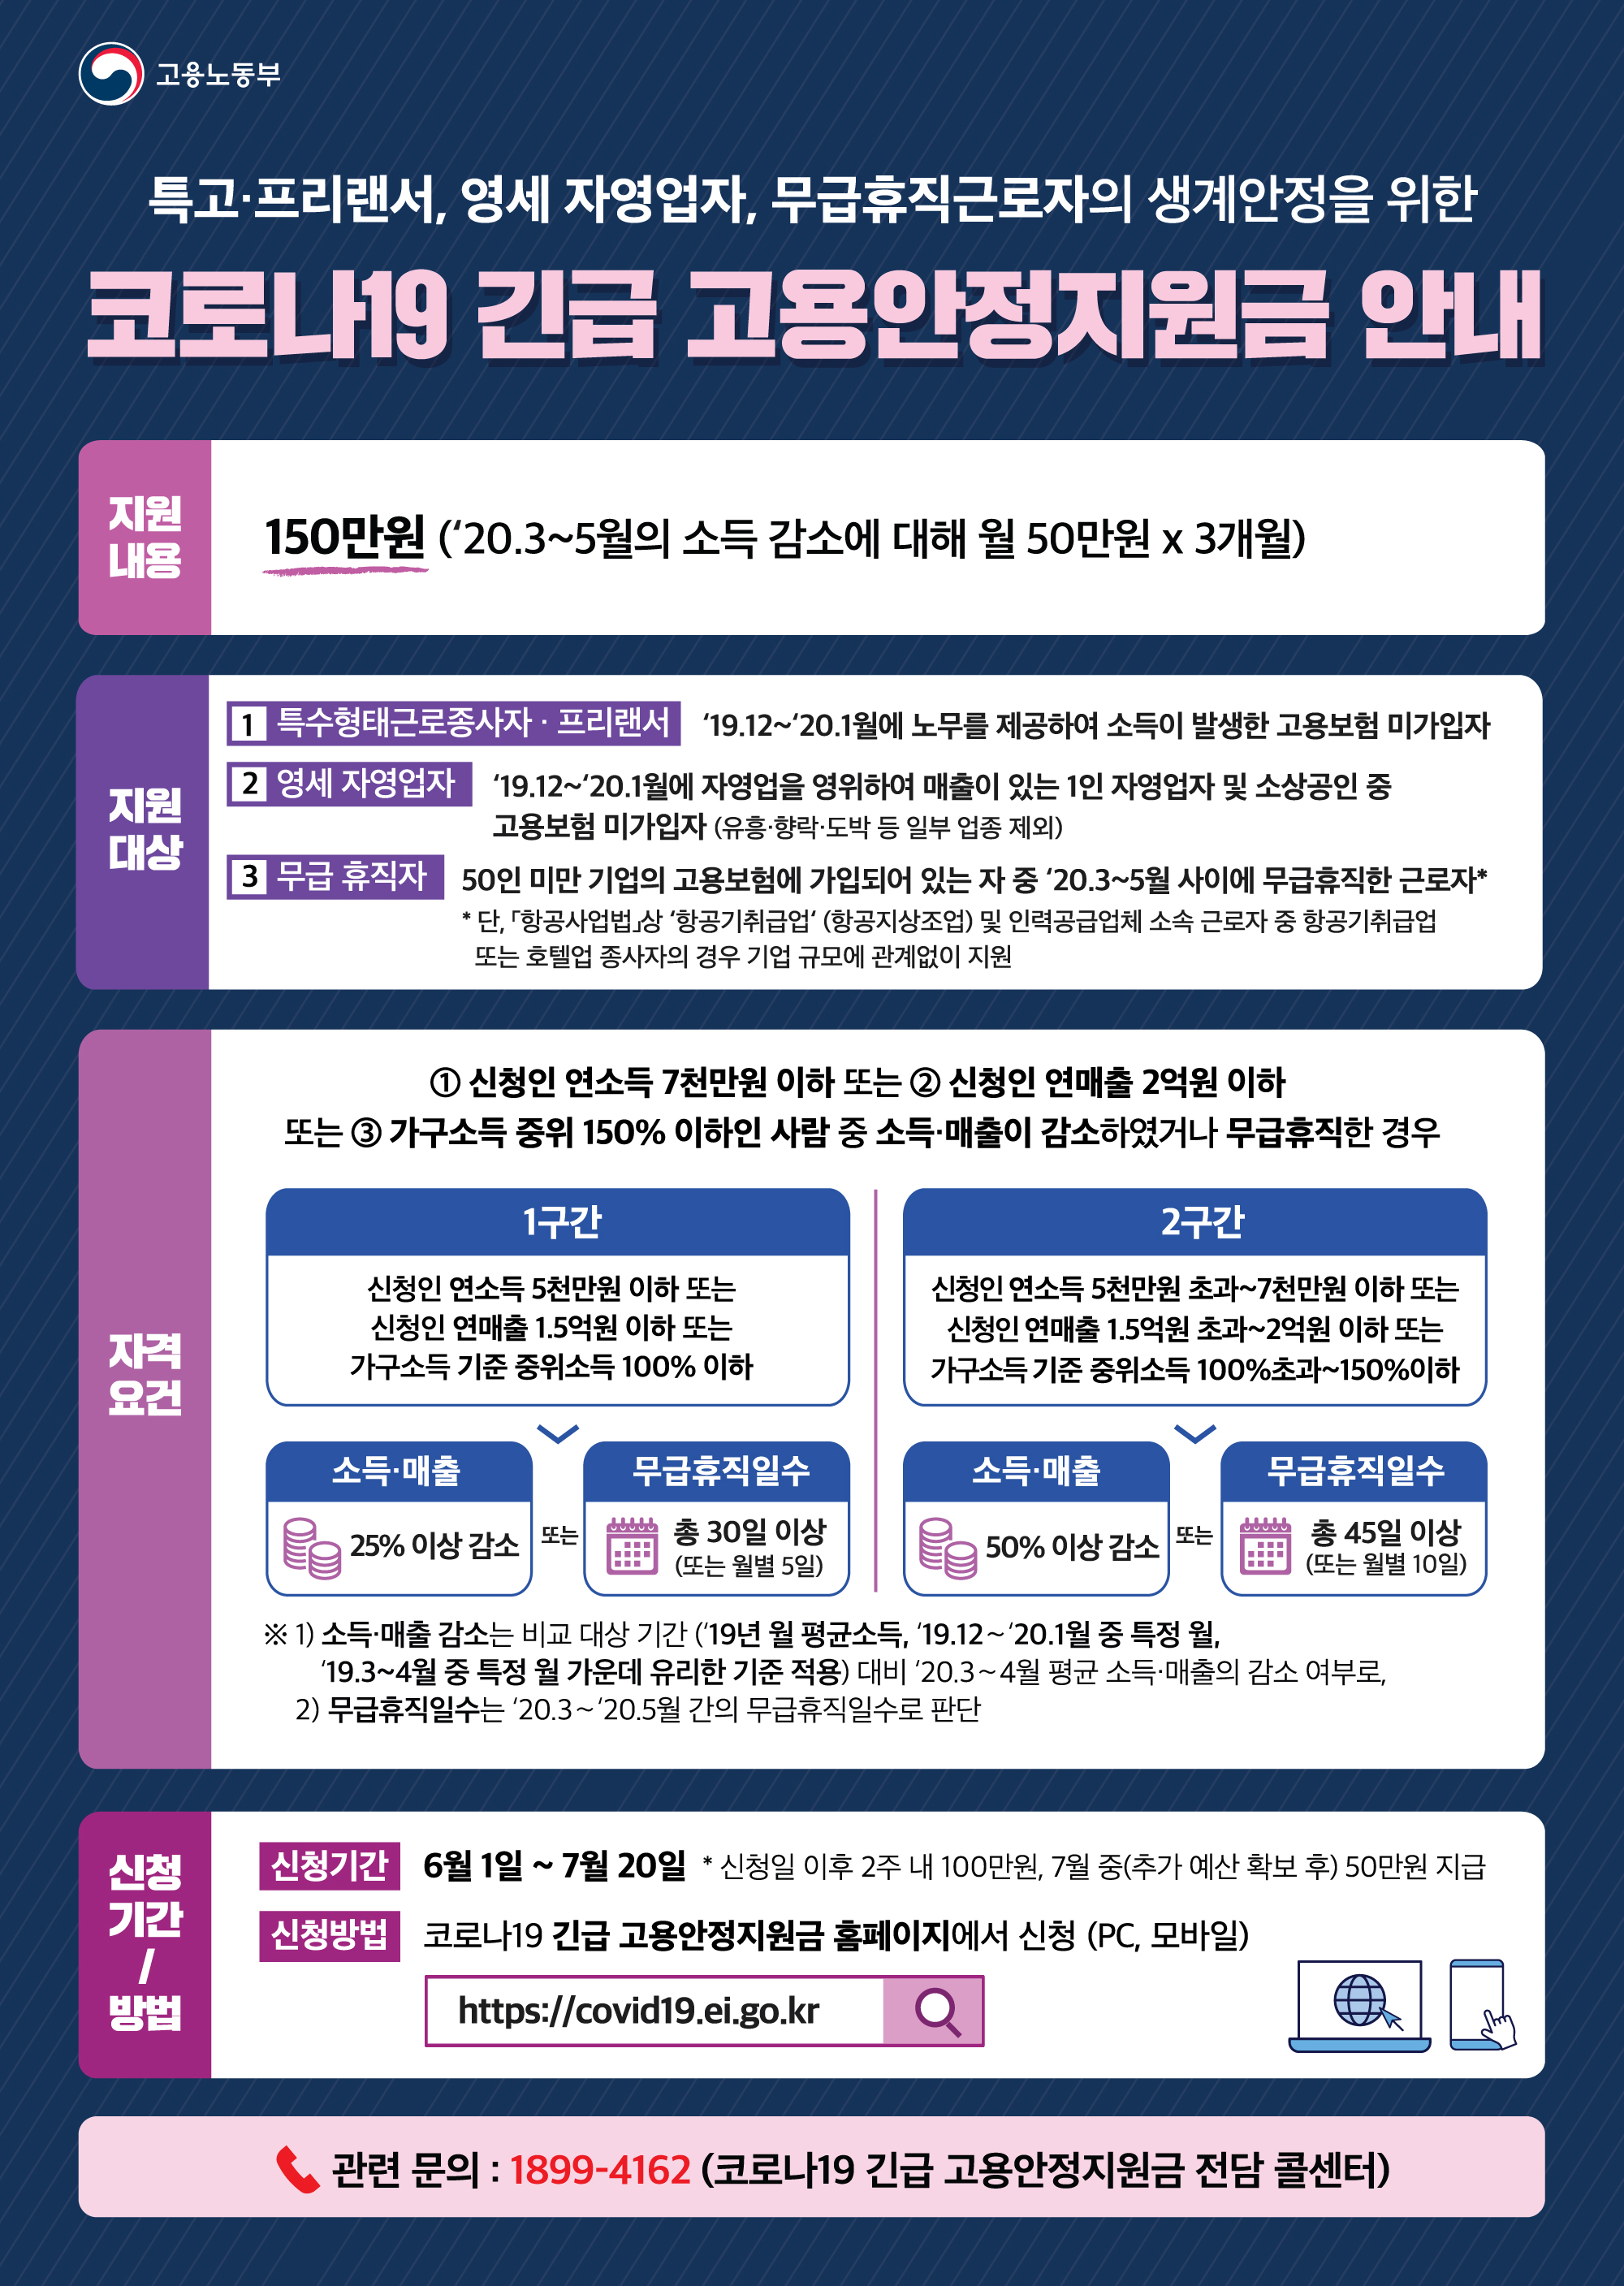 고용노동부
특고·프리랜서, 영세 자영업자, 무급휴직근로자의 생계안정을 위한
코로나19 긴급 고용안정지원금 안내
지원
내용
150만원 (‘20.3~5월의 소득 감소에 대해 월 50만원 x 3개월)
지원
대상
1 특수형태근로종사자 · 프리랜서 ‘19.12~‘20.1월에 노무를 제공하여 소득이 발생한 고용보험 미가입자
2 영세 자영업자 ‘19.12~‘20.1월에 자영업을 영위하여 매출이 있는 1인 자영업자 및 소상공인 중
고용보험 미가입자 (유흥·향락·도박 등 일부 업종 제외)
3 무급 휴직자 50인 미만 기업의 고용보험에 가입되어 있는 자 중 ‘20.3~5월 사이에 무급휴직한 근로자*
* 단, 「항공사업법」상 ‘항공기취급업‘ (항공지상조업) 및 인력공급업체 소속 근로자 중 항공기취급업
또는 호텔업 종사자의 경우 기업 규모에 관계없이 지원
자격
요건
① 신청인 연소득 7천만원 이하 또는 ② 신청인 연매출 2억원 이하
또는 ③ 가구소득 중위 150% 이하인 사람 중 소득·매출이 감소하였거나 무급휴직한 경우
1구간
신청인 연소득 5천만원 이하 또는
신청인 연매출 1.5억원 이하 또는
가구소득 기준 중위소득 100% 이하
소득·매출
25% 이상 감소
또는
무급휴직일수
총 30일 이상
(또는 월별 5일)
2구간
신청인 연소득 5천만원 초과~7천만원 이하 또는
신청인 연매출 1.5억원 초과~2억원 이하 또는
가구소득 기준 중위소득 100%초과~150%이하
소득·매출
50% 이상 감소
또는
무급휴직일수
총 45일 이상
(또는 월별 10일)
※ 1) 소득·매출 감소는 비교 대상 기간 (‘19년 월 평균소득, ‘19.12~‘20.1월 중 특정 월,
‘19.3~4월 중 특정 월 가운데 유리한 기준 적용) 대비 ‘20.3~4월 평균 소득·매출의 감소 여부로,
2) 무급휴직일수는 ‘20.3~‘20.5월 간의 무급휴직일수로 판단
신청
기간
/
방법
신청기간 6월 1일 ~ 7월 20일 * 신청일 이후 2주 내 100만원, 7월 중(추가 예산 확보 후) 50만원 지급
신청방법 코로나19 긴급 고용안정지원금 홈페이지에서 신청 (PC, 모바일)
https://covid19.ei.go.kr
관련 문의 : 1899-4162 (코로나19 긴급 고용안정지원금 전담 콜센터)